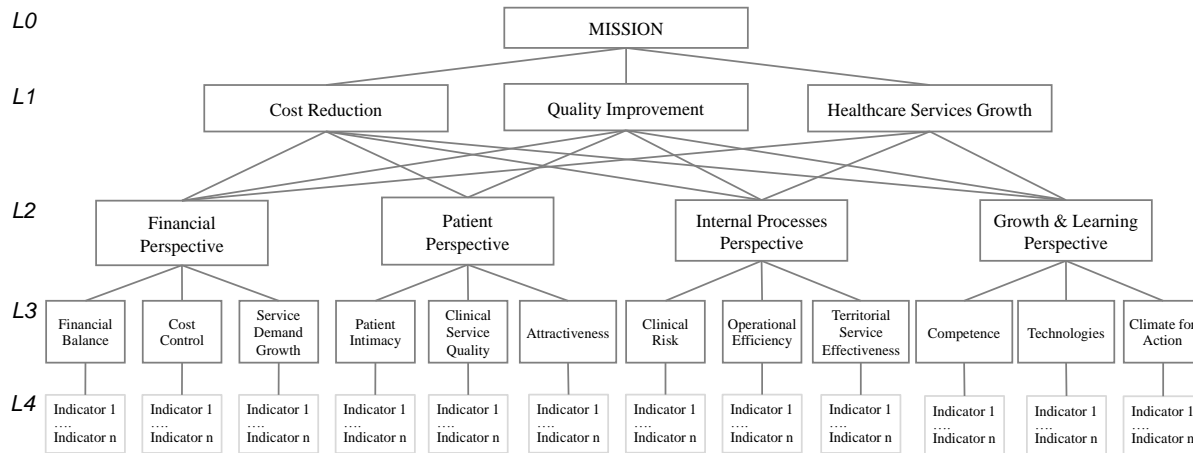 L0
MISSION
L1
Cost Reduction
Quality Improvement
Healthcare Services Growth
L2
Financial
Perspective
Patient
Perspective
Internal Processes
Perspective
Growth & Learning
Perspective
L3
Financial
Balance
Cost
Control
Service
Demand
Growth
Patient
Intimacy
Clinical
Service
Quality
Attractiveness
Clinical
Risk
Operational
Efficiency
Territorial
Service
Effectiveness
Competence
Technologies
Climate for
Action
L4
Indicator 1
….
Indicator n
Indicator 1
….
Indicator n
Indicator 1
….
Indicator n
Indicator 1
….
Indicator n
Indicator 1
….
Indicator n
Indicator 1
….
Indicator n
Indicator 1
….
Indicator n
Indicator 1
….
Indicator n
Indicator 1
….
Indicator n
Indicator 1
….
Indicator n
Indicator 1
….
Indicator n
Indicator 1
….
Indicator n